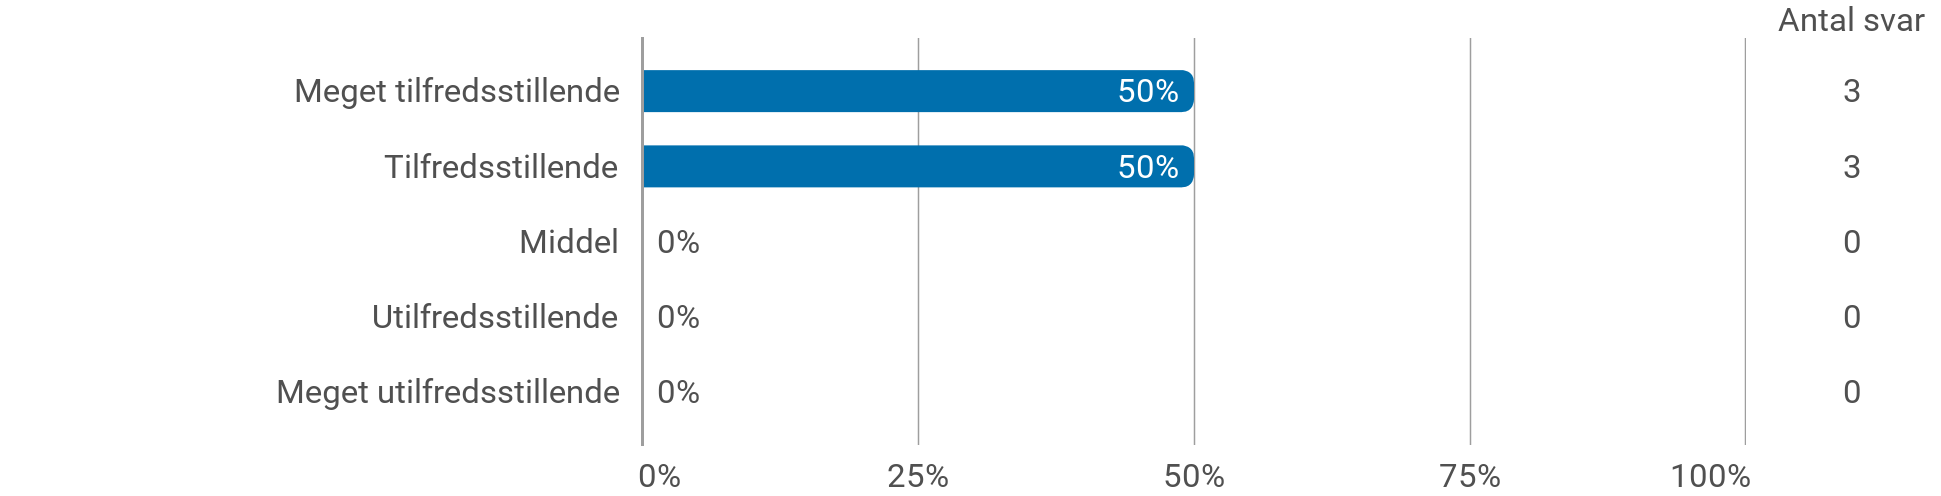 Antal svar
Meget tilfredsstillende 50% 3
Tilfredsstillende 50% 3
Middel 0% 0
Utilfredsstillende 0% 0
Meget utilfredsstillende 0% 0
0% 25% 50% 75% 100%